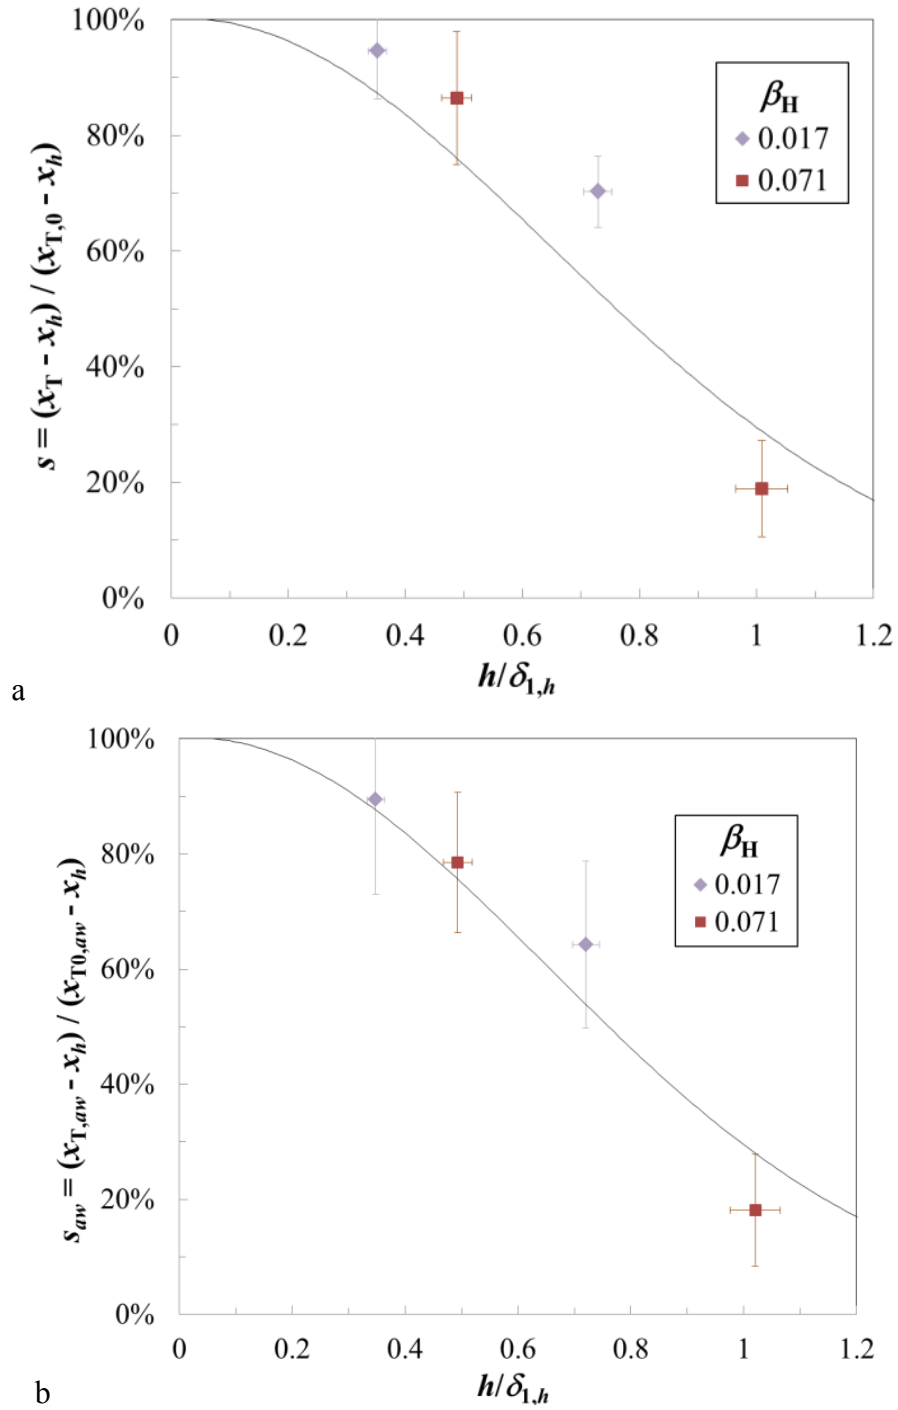 100%
80%
60%
40%
20%
0%
s = (xT - xh) / (xT,0 - xh)
βH
0.017
0.071
0 0.2 0.4 0.6 0.8 1 1.2
h/δ1,h
a
100%
80%
60%
40%
20%
0%
saw = (xT,aw - xh) / (xT0,aw - xh)
βH
0.017
0.071
0 0.2 0.4 0.6 0.8 1 1.2
h/δ1,h
b